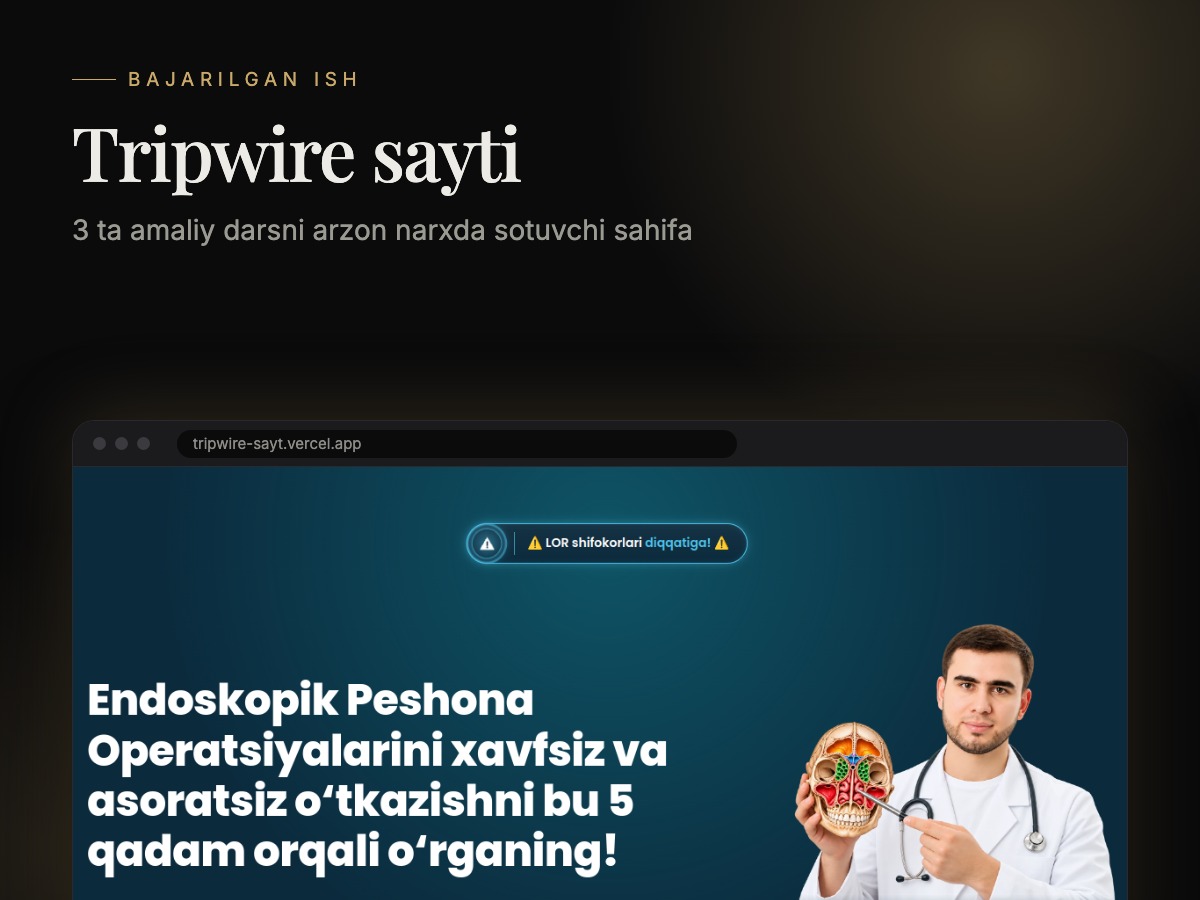 BAJARILGAN ISH
Tripwire sayti
3 ta amaliy darsni arzon narxda sotuvchi sahifa
tripwire-sayt.vercel.app
⚠️ LOR shifokorlari diqqatiga! ⚠️
Endoskopik Peshona
Operatsiyalarini xavfsiz va
asoratsiz o‘tkazishni bu 5
qadam orqali o‘rganing!